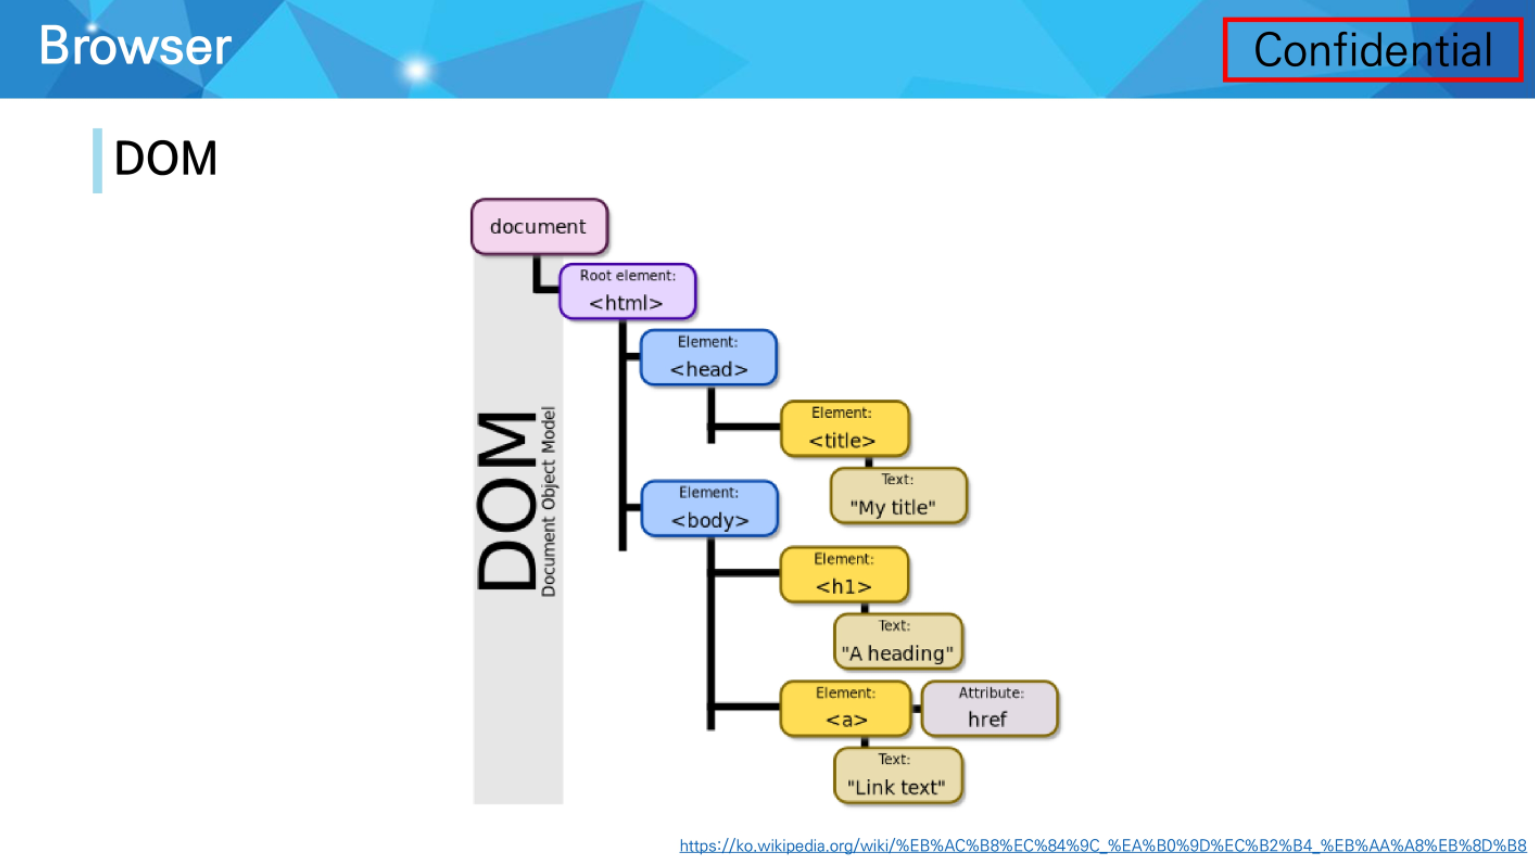 Browser
Confidential
DOM
document
Root element:
<html>
Element:
<head>
Element:
<title>
Text:
"My title"
Element:
<body>
Element:
<h1>
Text:
"A heading"
Element:
<a>
Attribute:
href
Text:
"Link text"
DOM
Document Object Model
https://ko.wikipedia.org/wiki/%EB%AC%B8%EC%84%9C_%EA%B0%9D%EC%B2%B4_%EB%AA%A8%EB%8D%B8